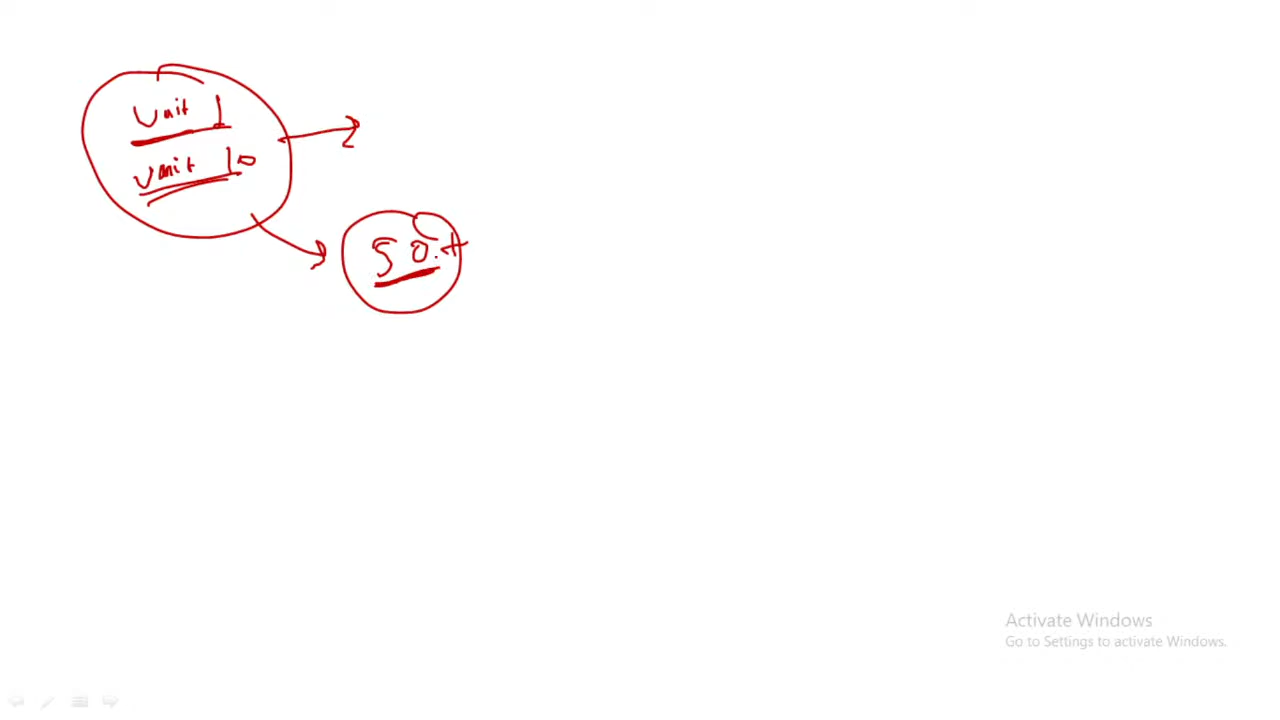 Unit 1
Unit 10
50+
Activate Windows
Go to Settings to activate Windows.